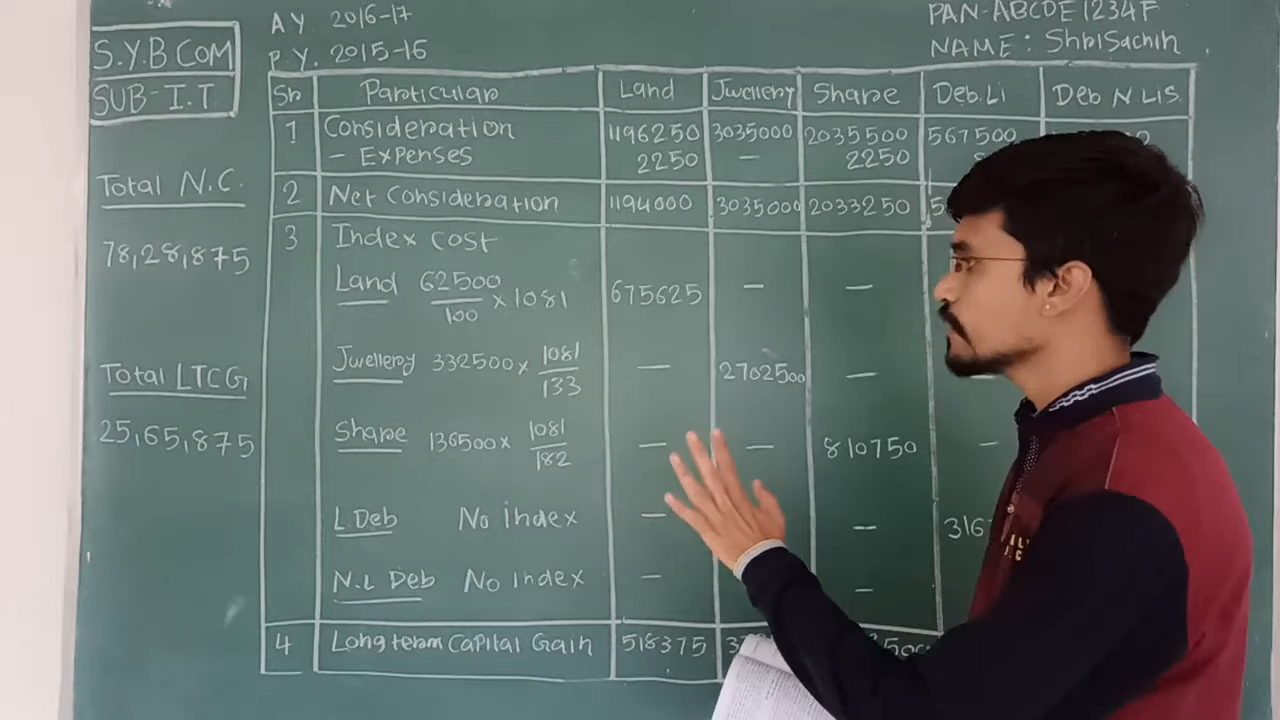 S.Y.B COM
SUB-I.T
A.Y. 2016-17
P.Y. 2015-16
PAN-ABCDE1234F
NAME: ShriSachin
Sr Particular Land Jwellery Share Deb.Li Deb N LiS.
1 Consideration 1196250 3035000 2035500 567500
- Expenses 2250 - 2250
2 Net Consideration 1194000 3035000 2033250
3 Index cost
Land 62500/100 × 1081 675625 - -
Jwellery 332500 × 1081/133 - 2702500 -
Share 136500 × 1081/182 - - 810750 -
L.Deb No index - -
N.L Deb No index - -
4 Long term Capital Gain 518375
Total N.C.
78,28,875
Total LTCG
25,65,875